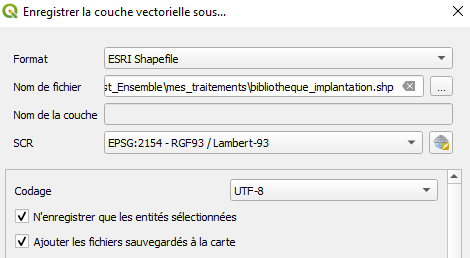 Enregistrer la couche vectorielle sous...
Format ESRI Shapefile
Nom de fichier st_Ensemble\mes_traitements\bibliotheque_implantation.shp ...
Nom de la couche
SCR EPSG:2154 - RGF93 / Lambert-93
Codage UTF-8
N'enregistrer que les entités sélectionnées
Ajouter les fichiers sauvegardés à la carte